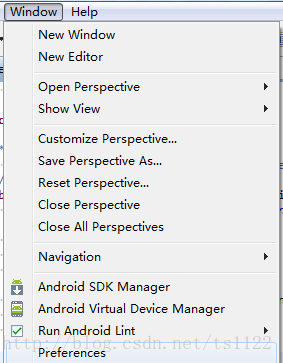 Window Help
New Window
New Editor
Open Perspective
Show View
Customize Perspective...
Save Perspective As...
Reset Perspective...
Close Perspective
Close All Perspectives
Navigation
Android SDK Manager
Android Virtual Device Manager
Run Android Lint
http://blog.csdn.net/ts1122
Preferences